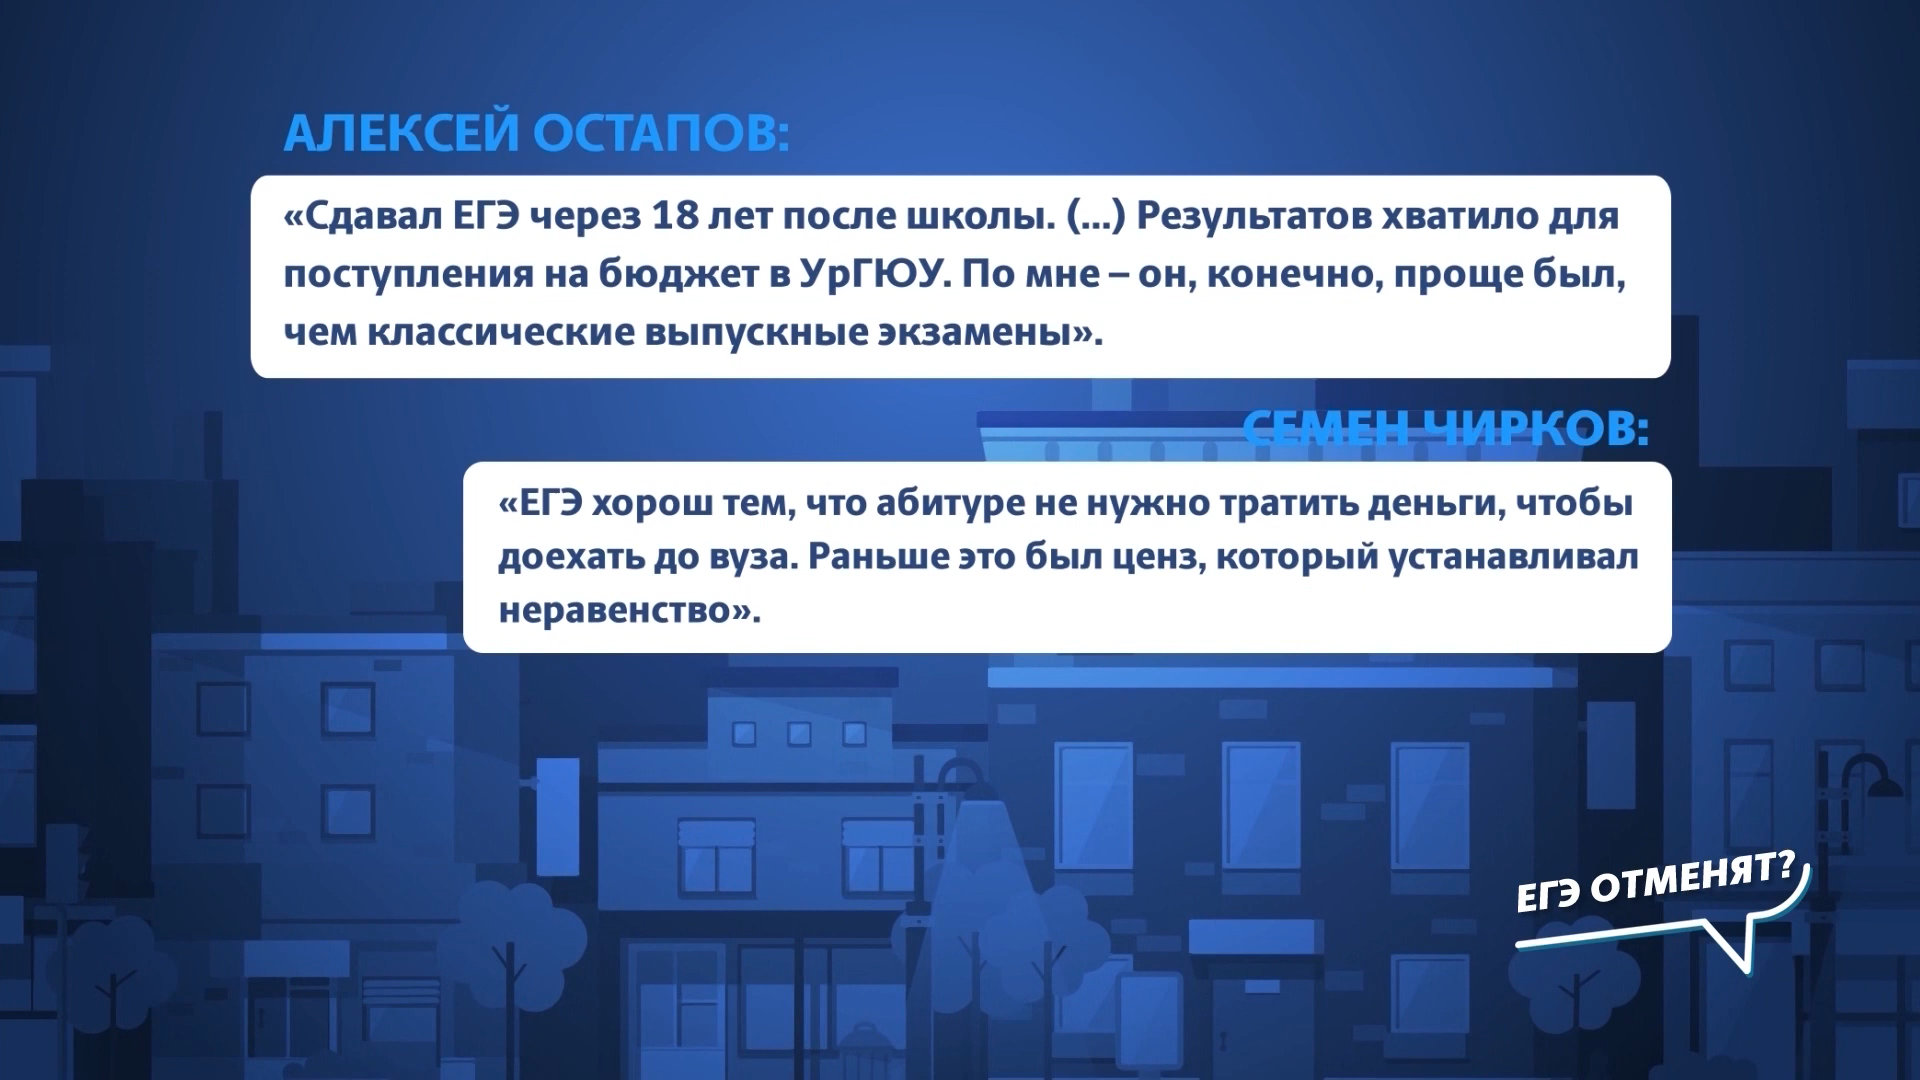 АЛЕКСЕЙ ОСТАПОВ:
«Сдавал ЕГЭ через 18 лет после школы. (...) Результатов хватило для
поступления на бюджет в УрГЮУ. По мне – он, конечно, проще был,
чем классические выпускные экзамены».
СЕМЕН ЧИРКОВ:
«ЕГЭ хорош тем, что абитуре не нужно тратить деньги, чтобы
доехать до вуза. Раньше это был ценз, который устанавливал
неравенство».
ЕГЭ ОТМЕНЯТ?